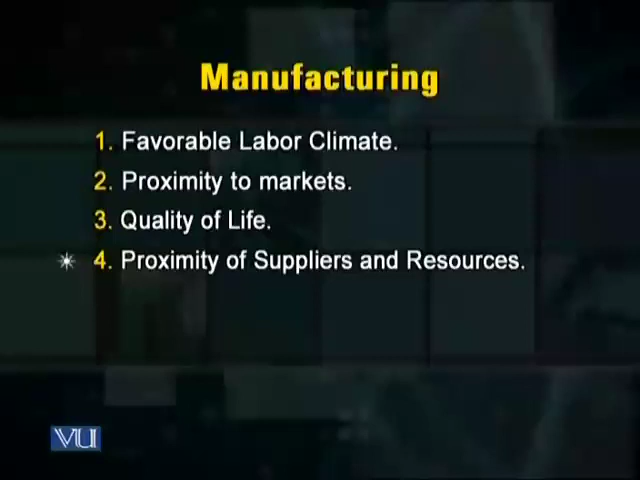 Manufacturing
1. Favorable Labor Climate.
2. Proximity to markets.
3. Quality of Life.
4. Proximity of Suppliers and Resources.
VU